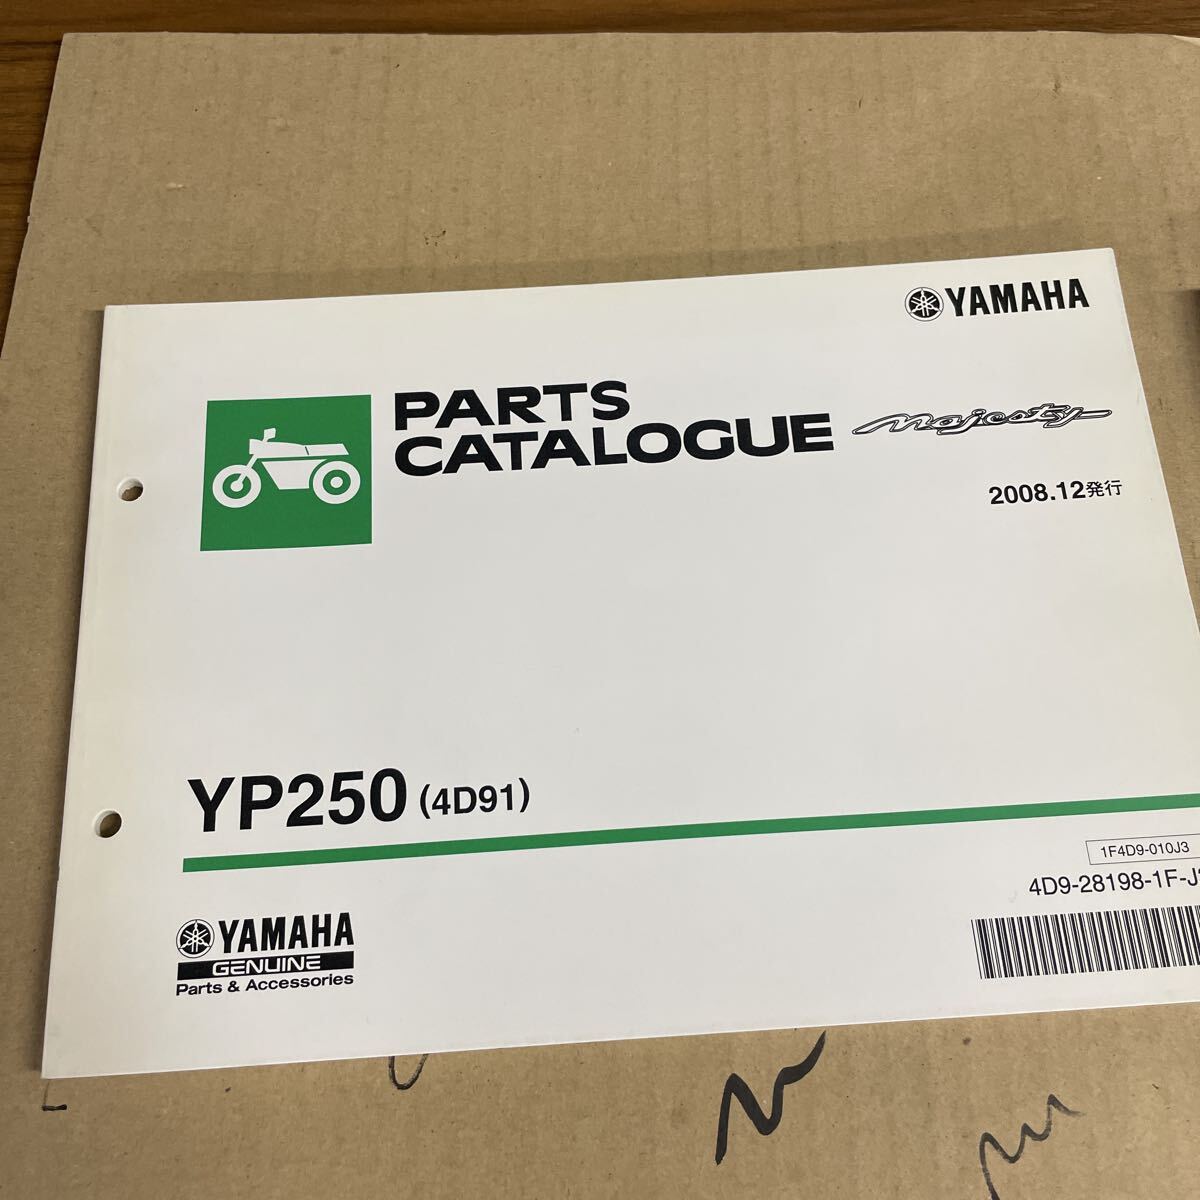 YAMAHA
PARTS
CATALOGUE
majesty
2008.12発行
YP250 (4D91)
1F4D9-010J3
4D9-28198-1F-J
YAMAHA
GENUINE
Parts & Accessories